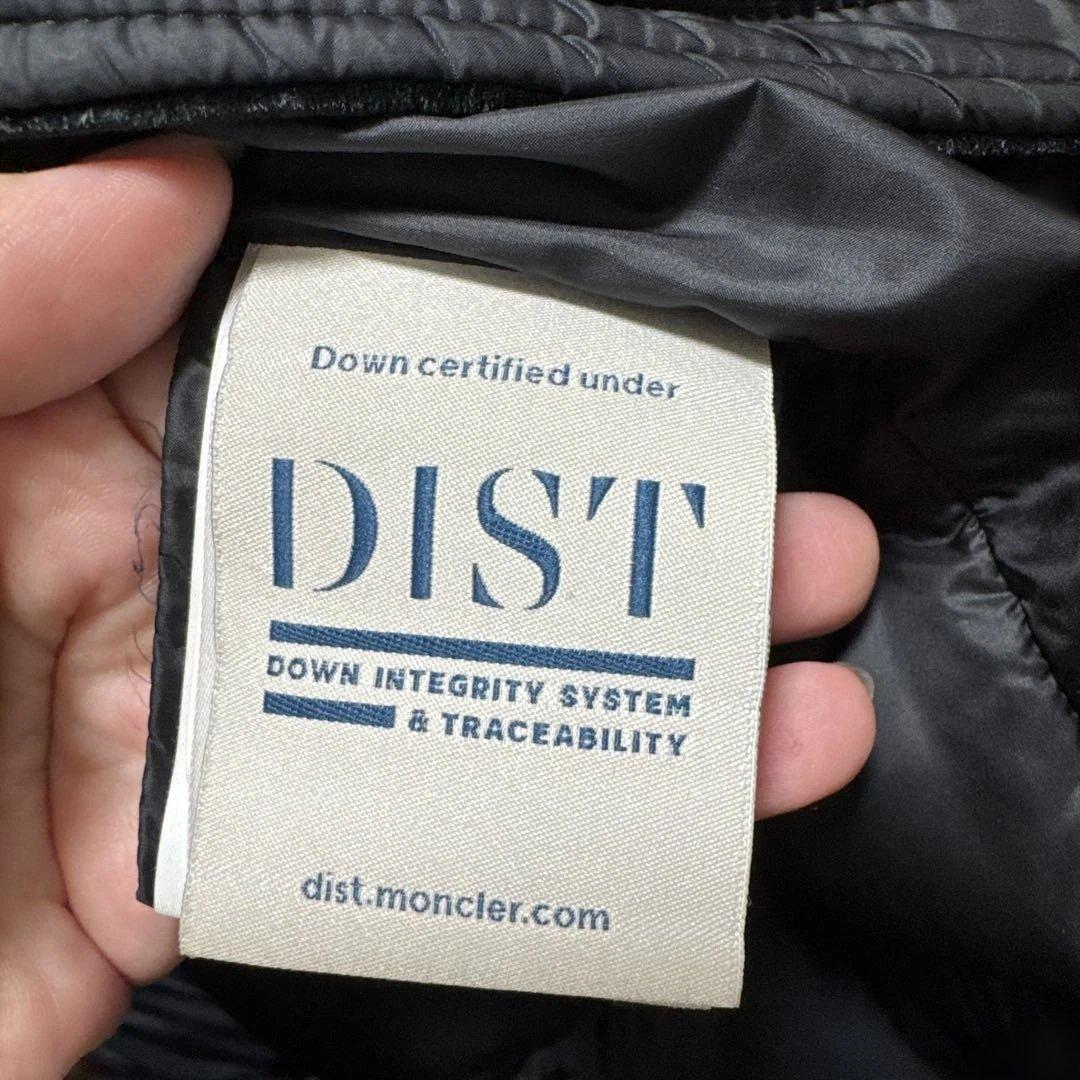 Down certified under
DIST
DOWN INTEGRITY SYSTEM
& TRACEABILITY
dist.moncler.com